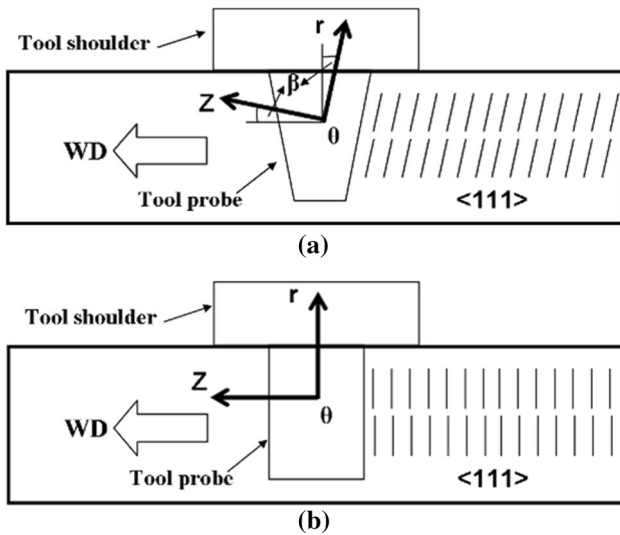 Tool shoulder
r
β
Z
θ
WD
Tool probe
<111>
(a)
Tool shoulder
r
Z
θ
WD
Tool probe
<111>
(b)